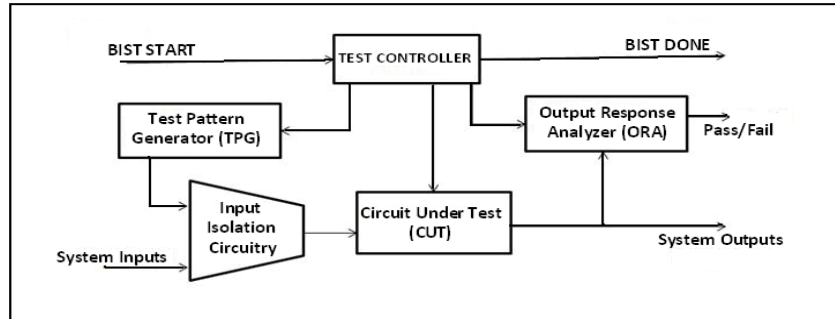 BIST START
TEST CONTROLLER
BIST DONE
Test Pattern
Generator (TPG)
Output Response
Analyzer (ORA)
Pass/Fail
Input
Isolation
Circuitry
Circuit Under Test
(CUT)
System Inputs
System Outputs